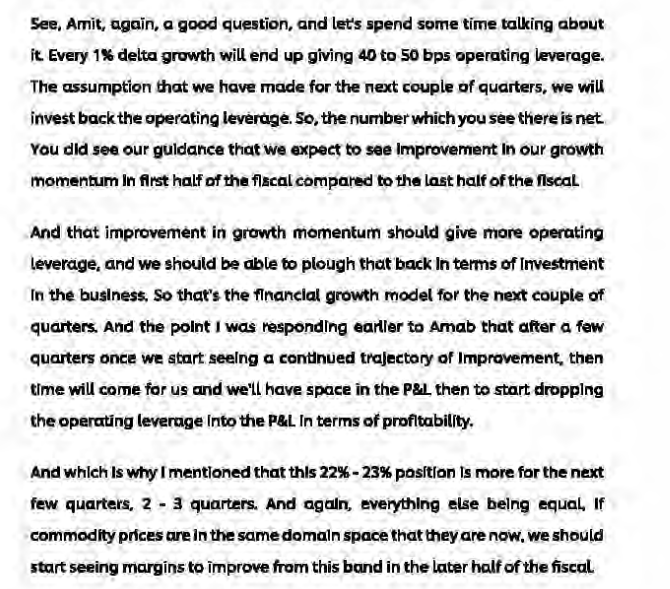 See, Amit, again, a good question, and let's spend some time talking about
it. Every 1% delta growth will end up giving 40 to 50 bps operating leverage.
The assumption that we have made for the next couple of quarters, we will
invest back the operating leverage. So, the number which you see there is net.
You did see our guidance that we expect to see improvement in our growth
momentum in first half of the fiscal compared to the last half of the fiscal.
And that improvement in growth momentum should give more operating
leverage, and we should be able to plough that back in terms of investment
in the business. So that's the financial growth model for the next couple of
quarters. And the point I was responding earlier to Arnab that after a few
quarters once we start seeing a continued trajectory of improvement, then
time will come for us and we'll have space in the P&L then to start dropping
the operating leverage into the P&L in terms of profitability.
And which is why I mentioned that this 22% - 23% position is more for the next
few quarters, 2 - 3 quarters. And again, everything else being equal, if
commodity prices are in the same domain space that they are now, we should
start seeing margins to improve from this band in the later half of the fiscal.